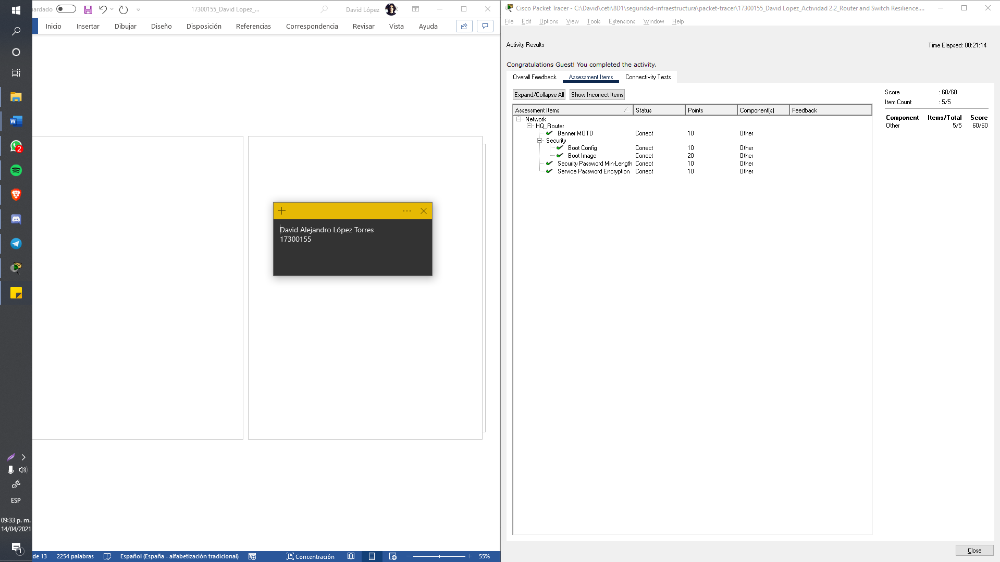 ardado
17300155_David Lopez_...
David López
Inicio
Insertar
Dibujar
Diseño
Disposición
Referencias
Correspondencia
Revisar
Vista
Ayuda
2
David Alejandro López Torres
17300155
ESP
09:33 p. m.
14/04/2021
1
de 13
2254 palabras
Español (España - alfabetización tradicional)
Concentración
55%
Cisco Packet Tracer - C:\David\ceti\8D1\seguridad-infraestructura\packet-tracer\17300155_David Lopez_Actividad 2.2_Router and Switch Resilience....
File Edit Options View Tools Extensions Window Help
Activity Results
Time Elapsed: 00:21:14
Congratulations Guest! You completed the activity.
Overall Feedback Assessment Items Connectivity Tests
Expand/Collapse All Show Incorrect Items
Assessment Items Status Points Component(s) Feedback
Network
HQ_Router
Banner MOTD Correct 10 Other
Security
Boot Config Correct 10 Other
Boot Image Correct 20 Other
Security Password Min-Length Correct 10 Other
Service Password Encryption Correct 10 Other
Score : 60/60
Item Count : 5/5
Component Items/Total Score
Other 5/5 60/60
Close